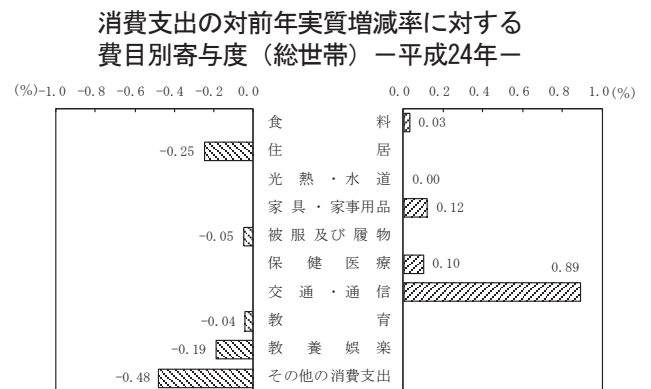 消費支出の対前年実質増減率に対する
費目別寄与度（総世帯）－平成24年－
(%)-1.0 -0.8 -0.6 -0.4 -0.2 0.0 0.0 0.2 0.4 0.6 0.8 1.0(%)
食料 0.03
-0.25 住居
光熱・水道 0.00
家具・家事用品 0.12
-0.05 被服及び履物
保健医療 0.10
交通・通信 0.89
-0.04 教育
-0.19 教養娯楽
-0.48 その他の消費支出